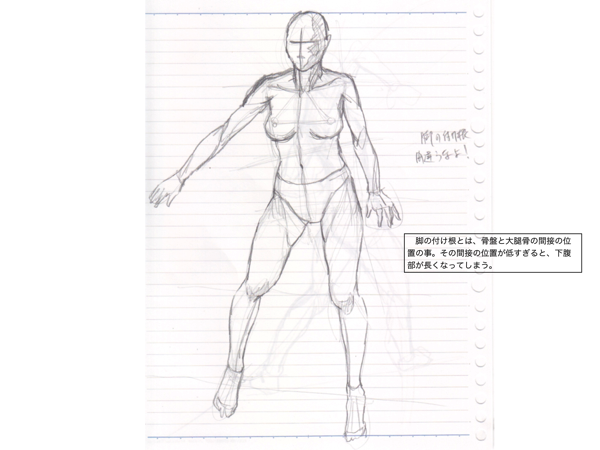 脚の付け根
間違うなよ！
脚の付け根とは、骨盤と大腿骨の間接の位
置の事。その間接の位置が低すぎると、下腹
部が長くなってしまう。